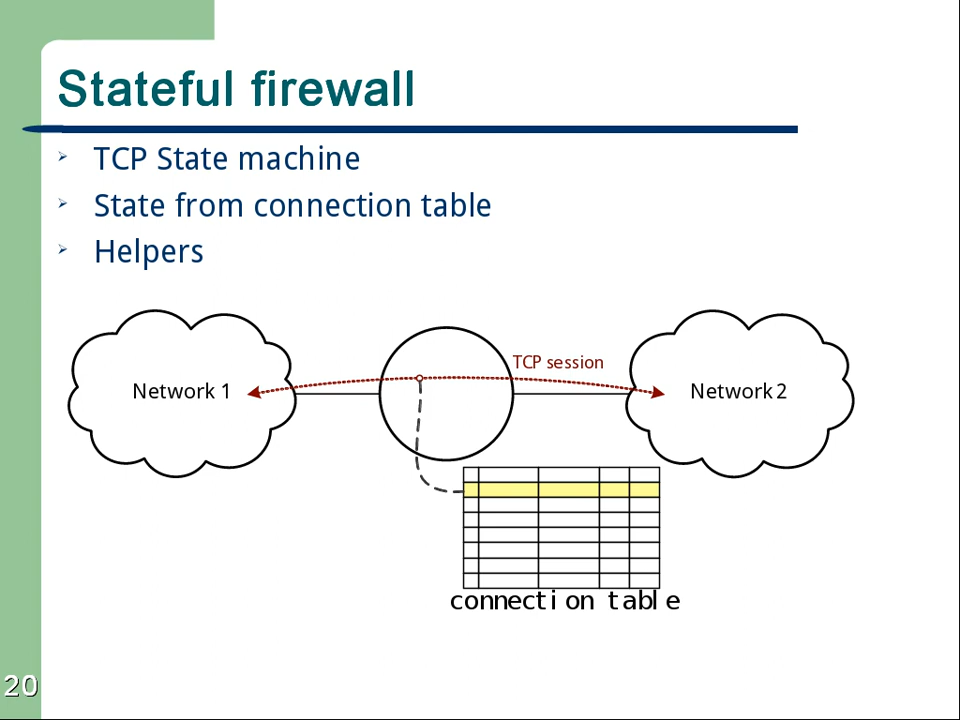 Stateful firewall
TCP State machine
State from connection table
Helpers
TCP session
Network 1
Network 2
connection table
20